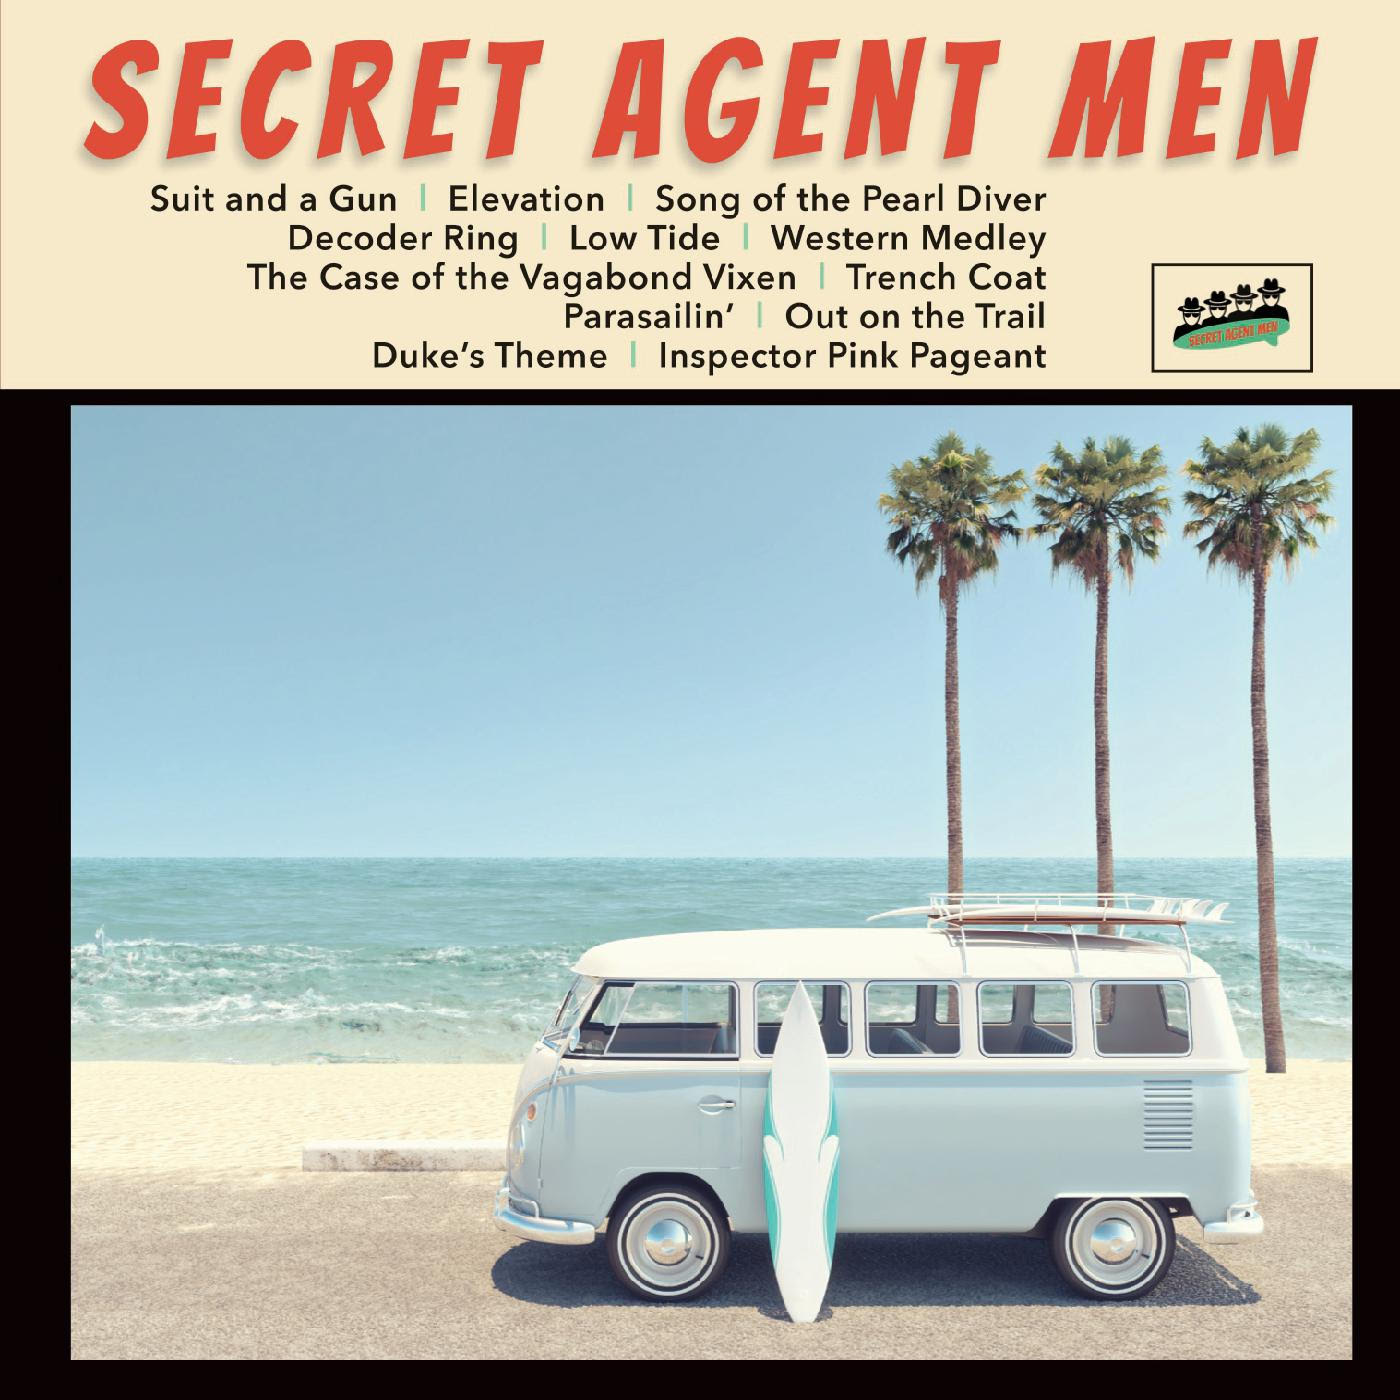 SECRET AGENT MEN
Suit and a Gun | Elevation | Song of the Pearl Diver
Decoder Ring | Low Tide | Western Medley
The Case of the Vagabond Vixen | Trench Coat
Parasailin’ | Out on the Trail
Duke’s Theme | Inspector Pink Pageant
SECRET AGENT MEN